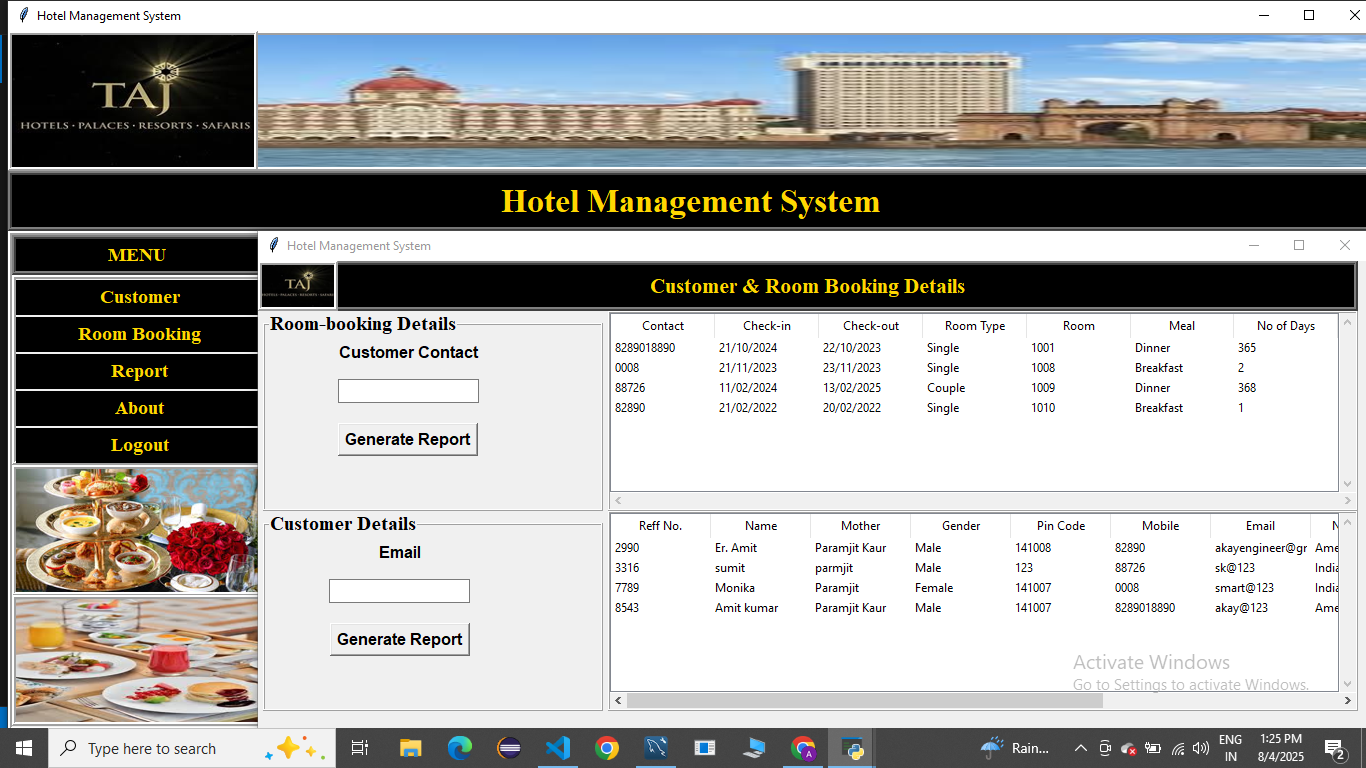 Hotel Management System
TAJ
HOTELS · PALACES · RESORTS · SAFARIS
Hotel Management System
MENU
Customer
Room Booking
Report
About
Logout
Hotel Management System
TAJ
Customer & Room Booking Details
Room-booking Details
Customer Contact
Generate Report
Contact Check-in Check-out Room Type Room Meal No of Days
8289018890 21/10/2024 22/10/2023 Single 1001 Dinner 365
0008 21/11/2023 23/11/2023 Single 1008 Breakfast 2
88726 11/02/2024 13/02/2025 Couple 1009 Dinner 368
82890 21/02/2022 20/02/2022 Single 1010 Breakfast 1
Customer Details
Email
Generate Report
Reff No. Name Mother Gender Pin Code Mobile Email N
2990 Er. Amit Paramjit Kaur Male 141008 82890 akayengineer@gr Ame
3316 sumit parmjit Male 123 88726 sk@123 India
7789 Monika Paramjit Female 141007 0008 smart@123 India
8543 Amit kumar Paramjit Kaur Male 141007 8289018890 akay@123 Ame
Activate Windows
Go to Settings to activate Windows.
Type here to search
A
Rain...
ENG
IN
1:25 PM
8/4/2025
2